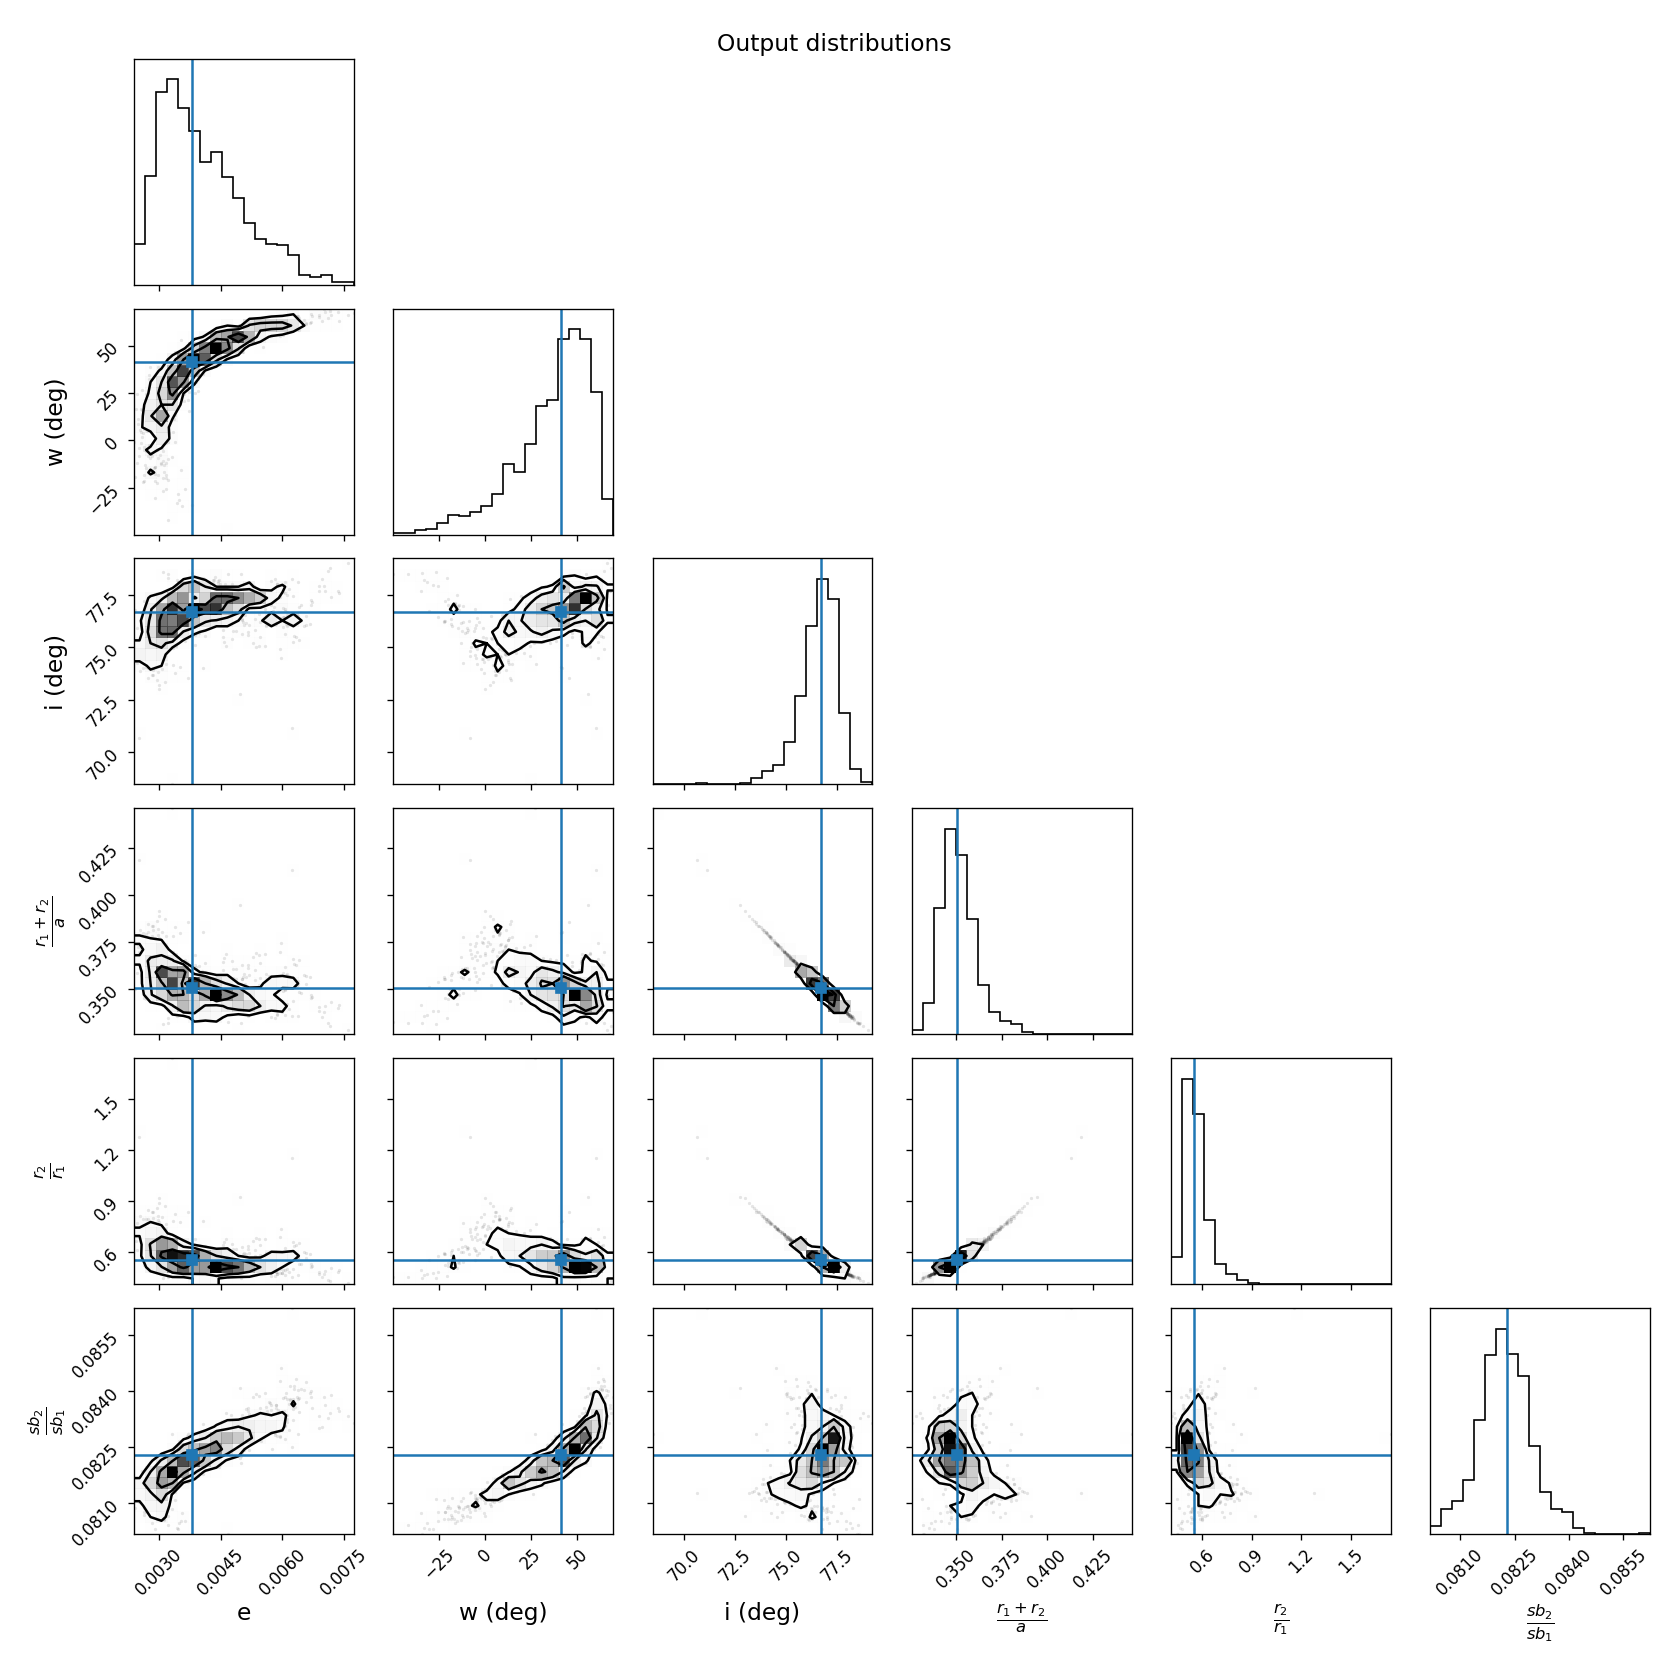 Output distributions
w (deg)
50
25
0
−25
i (deg)
77.5
75.0
72.5
70.0
r1 + r2
a
0.425
0.400
0.375
0.350
r2
r1
1.5
1.2
0.9
0.6
sb2
sb1
0.0855
0.0840
0.0825
0.0810
0.0030 0.0045 0.0060 0.0075
e
−25 0 25 50
w (deg)
70.0 72.5 75.0 77.5
i (deg)
0.350 0.375 0.400 0.425
r1 + r2
a
0.6 0.9 1.2 1.5
r2
r1
0.0810 0.0825 0.0840 0.0855
sb2
sb1